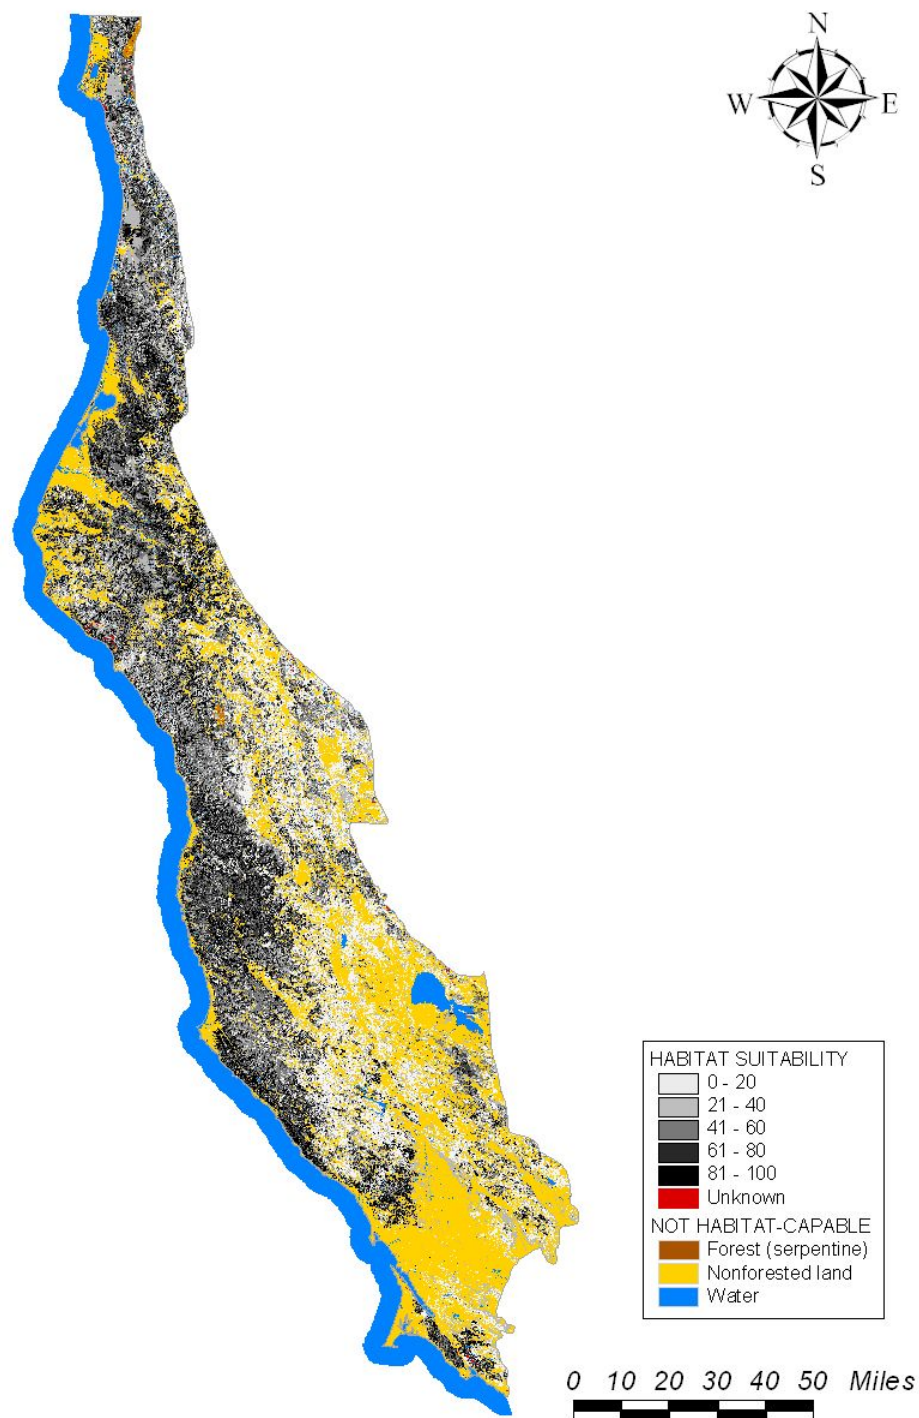 N
W E
S
HABITAT SUITABILITY
0 - 20
21 - 40
41 - 60
61 - 80
81 - 100
Unknown
NOT HABITAT-CAPABLE
Forest (serpentine)
Nonforested land
Water
0 10 20 30 40 50 Miles